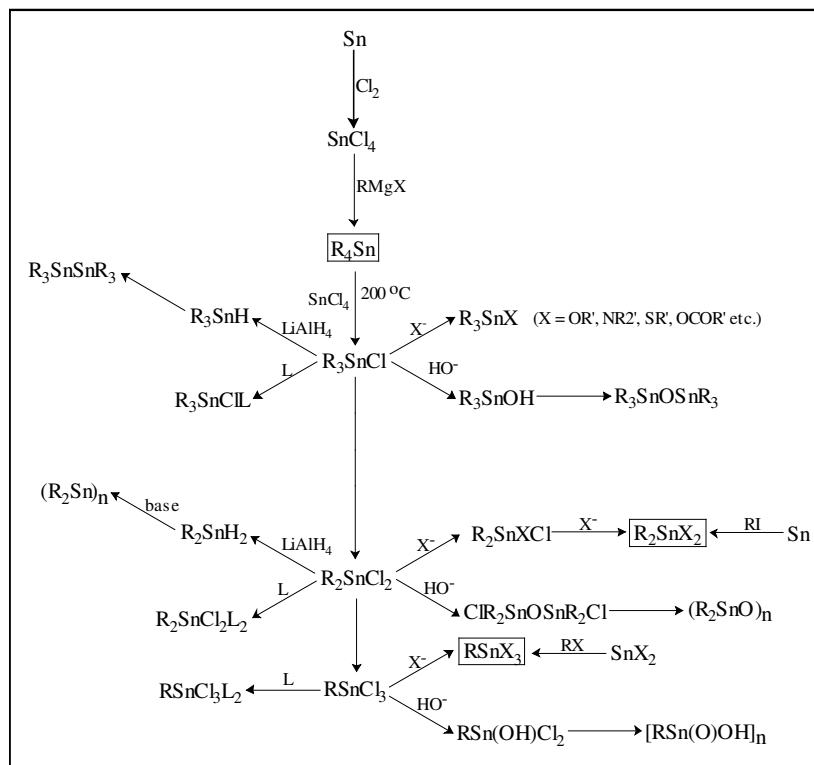 Sn
Cl2
SnCl4
RMgX
R4Sn
R3SnSnR3
SnCl4 200 °C
R3SnH
LiAlH4
X-
R3SnX (X = OR', NR2', SR', OCOR' etc.)
L
R3SnCl
HO-
R3SnClL
R3SnOH
R3SnOSnR3
(R2Sn)n
base
R2SnH2
LiAlH4
X-
R2SnXCl
X-
R2SnX2
RI
Sn
L
R2SnCl2
HO-
R2SnCl2L2
ClR2SnOSnR2Cl
(R2SnO)n
X-
RSnX3
RX
SnX2
RSnCl3L2
L
RSnCl3
HO-
RSn(OH)Cl2
[RSn(O)OH]n